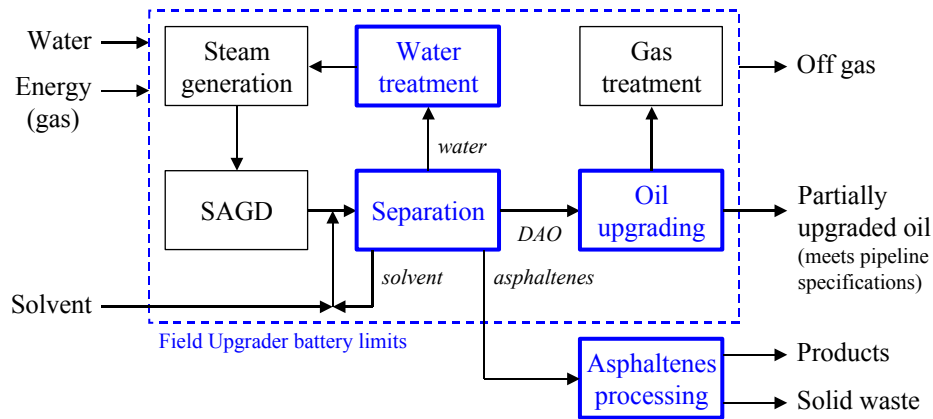 Water
Energy
(gas)
Steam
generation
Water
treatment
Gas
treatment
Off gas
water
SAGD
Separation
DAO
Oil
upgrading
Partially
upgraded oil
(meets pipeline
specifications)
solvent
asphaltenes
Solvent
Field Upgrader battery limits
Asphaltenes
processing
Products
Solid waste